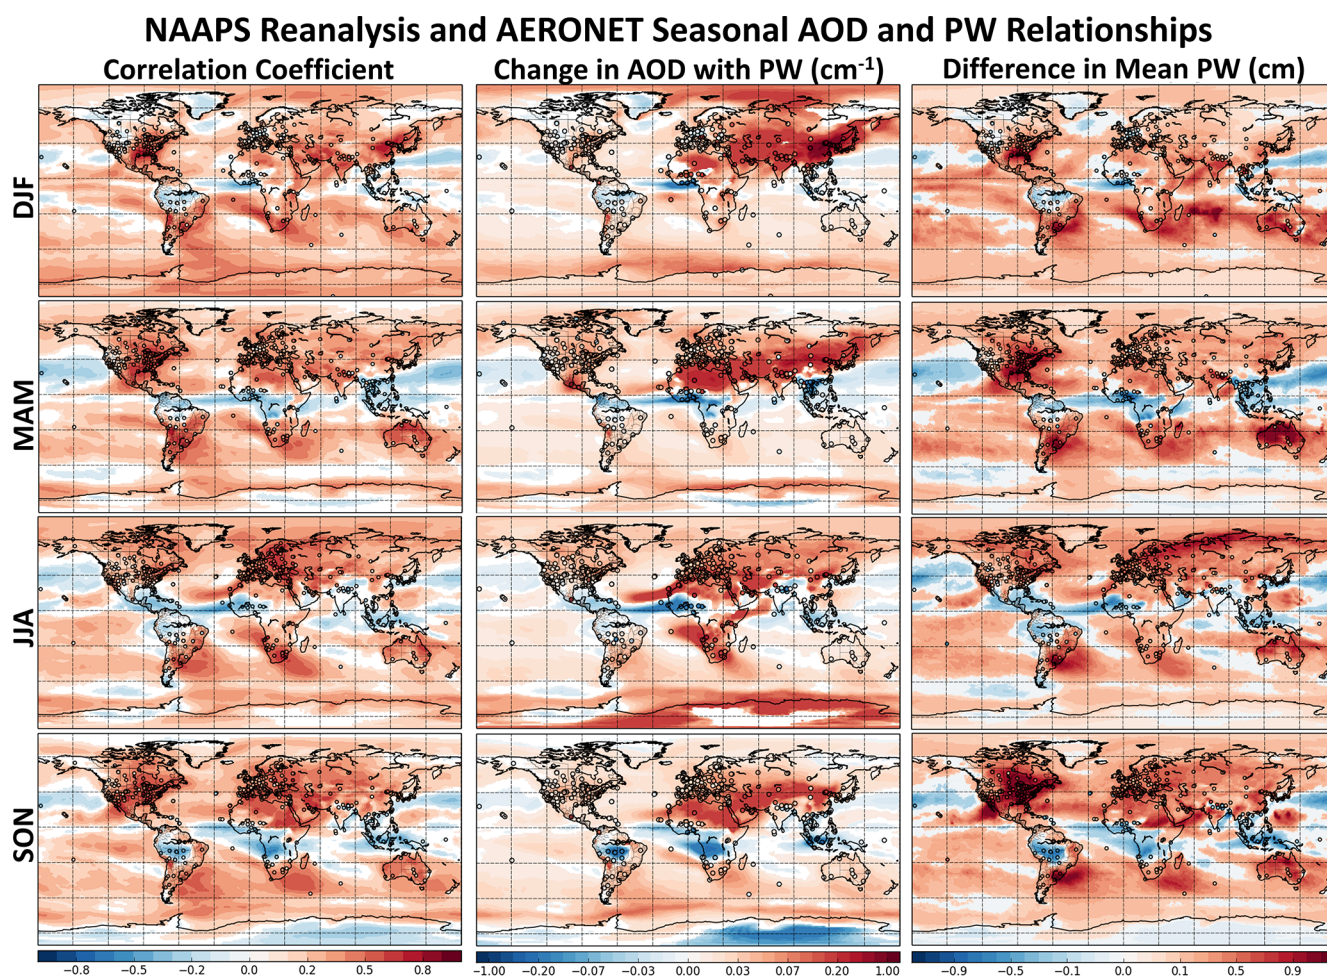 NAAPS Reanalysis and AERONET Seasonal AOD and PW Relationships
Correlation Coefficient
Change in AOD with PW (cm⁻¹)
Difference in Mean PW (cm)
DJF
MAM
JJA
SON
−0.8 −0.5 −0.2 0.0 0.2 0.5 0.8
−1.00 −0.20 −0.07 −0.03 0.00 0.03 0.07 0.20 1.00
−0.9 −0.5 −0.1 0.0 0.1 0.5 0.9